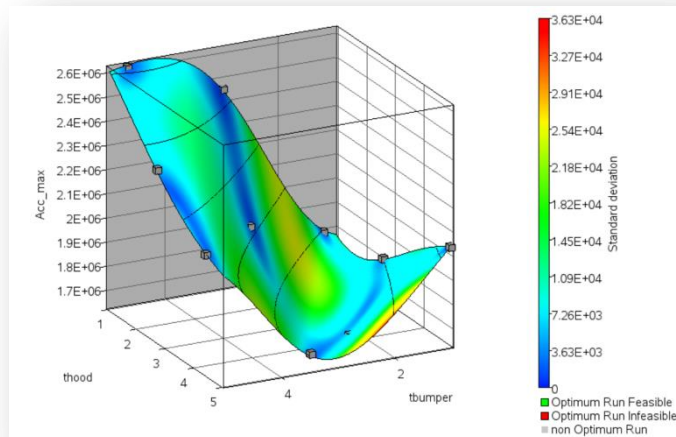 3.63E+04
2.6E+06
2.5E+06
2.4E+06
2.3E+06
2.2E+06
2.1E+06
2.0E+06
1.9E+06
1.8E+06
1.7E+06
Acc_max
1
2
3
4
5
thood
4
2
tbumper
3.27E+04
2.91E+04
2.54E+04
2.18E+04
1.82E+04
1.45E+04
1.09E+04
7.26E+03
3.63E+03
0
Standard deviation
Optimum Run Feasible
Optimum Run Infeasible
non Optimum Run